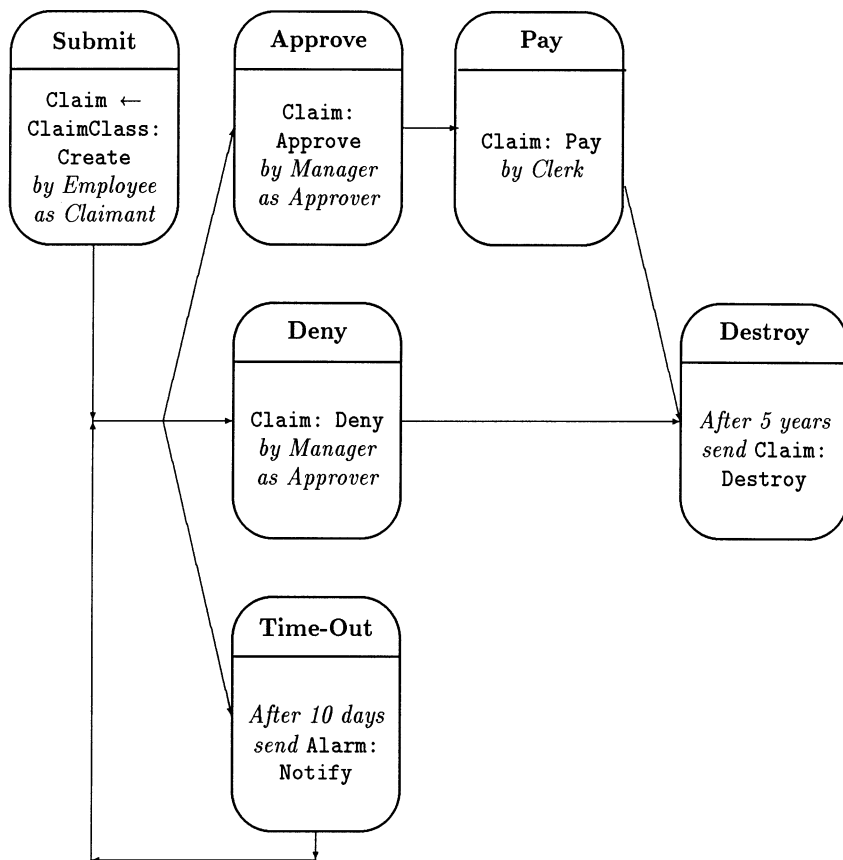 Submit
Claim ←
ClaimClass:
Create
by Employee
as Claimant
Approve
Claim:
Approve
by Manager
as Approver
Pay
Claim: Pay
by Clerk
Deny
Claim: Deny
by Manager
as Approver
Destroy
After 5 years
send Claim:
Destroy
Time-Out
After 10 days
send Alarm:
Notify